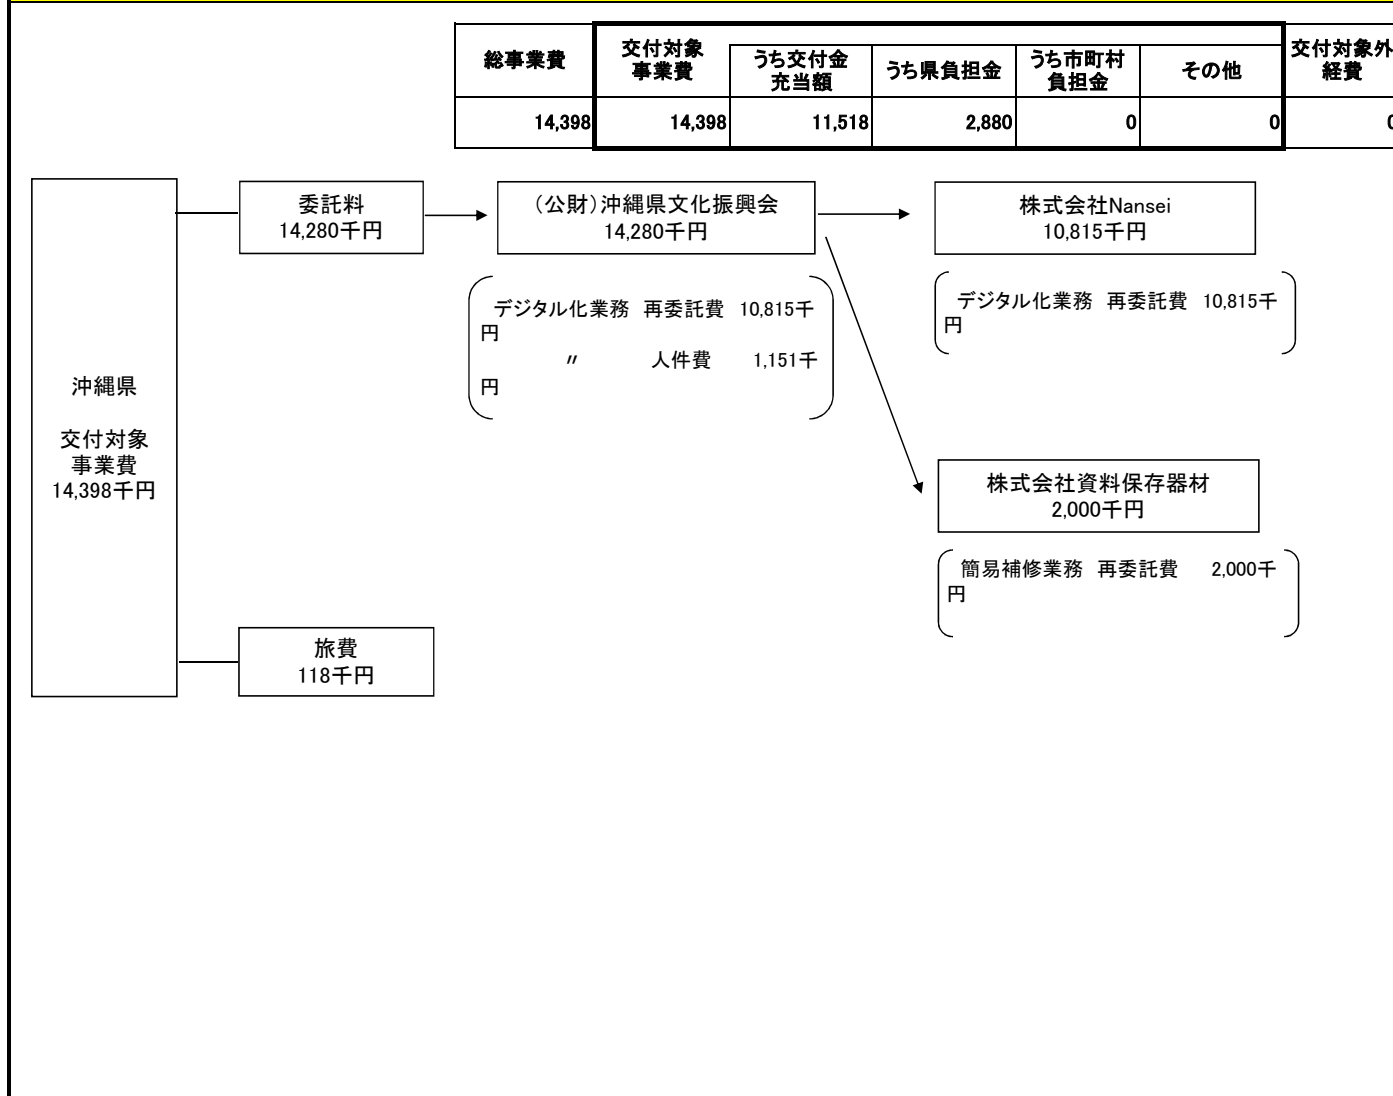 総事業費
交付対象
事業費
うち交付金
充当額
うち県負担金
うち市町村
負担金
その他
交付対象外
経費
14,398
14,398
11,518
2,880
0
0
0
沖縄県
交付対象
事業費
14,398千円
委託料
14,280千円
（公財）沖縄県文化振興会
14,280千円
株式会社Nansei
10,815千円
デジタル化業務　再委託費　10,815千
円
〃　人件費　1,151千
円
デジタル化業務　再委託費　10,815千
円
株式会社資料保存器材
2,000千円
簡易補修業務　再委託費　2,000千
円
旅費
118千円